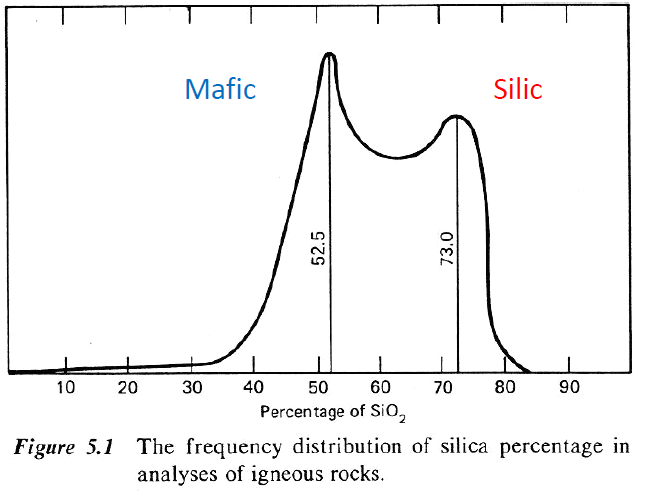 Mafic
Silic
52.5
73.0
10 20 30 40 50 60 70 80 90
Percentage of SiO₂
Figure 5.1 The frequency distribution of silica percentage in
analyses of igneous rocks.